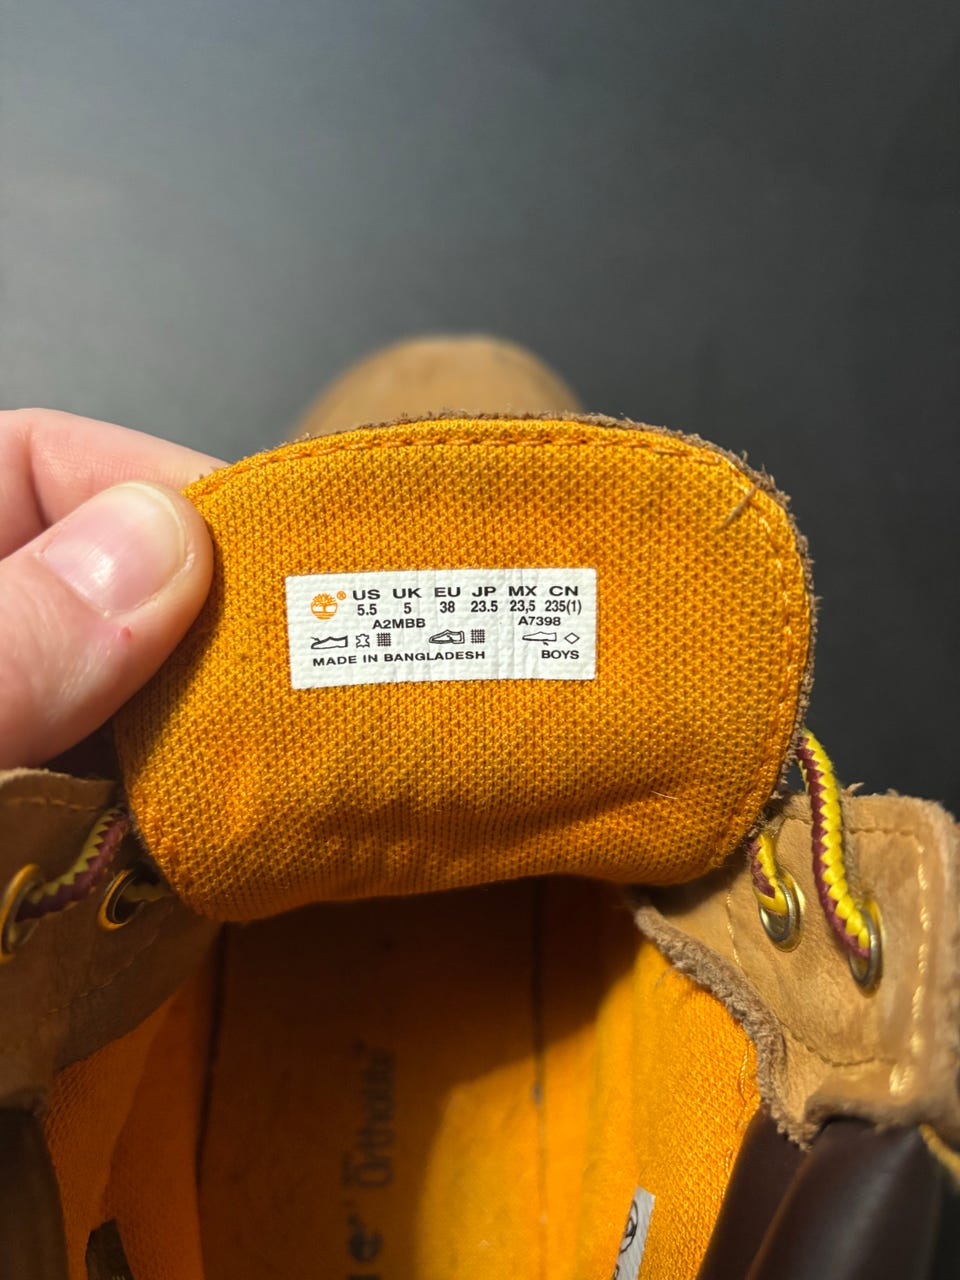 US UK EU JP MX CN
5.5 5 38 23.5 23,5 235(1)
A2MBB A7398
MADE IN BANGLADESH BOYS
Ortholite